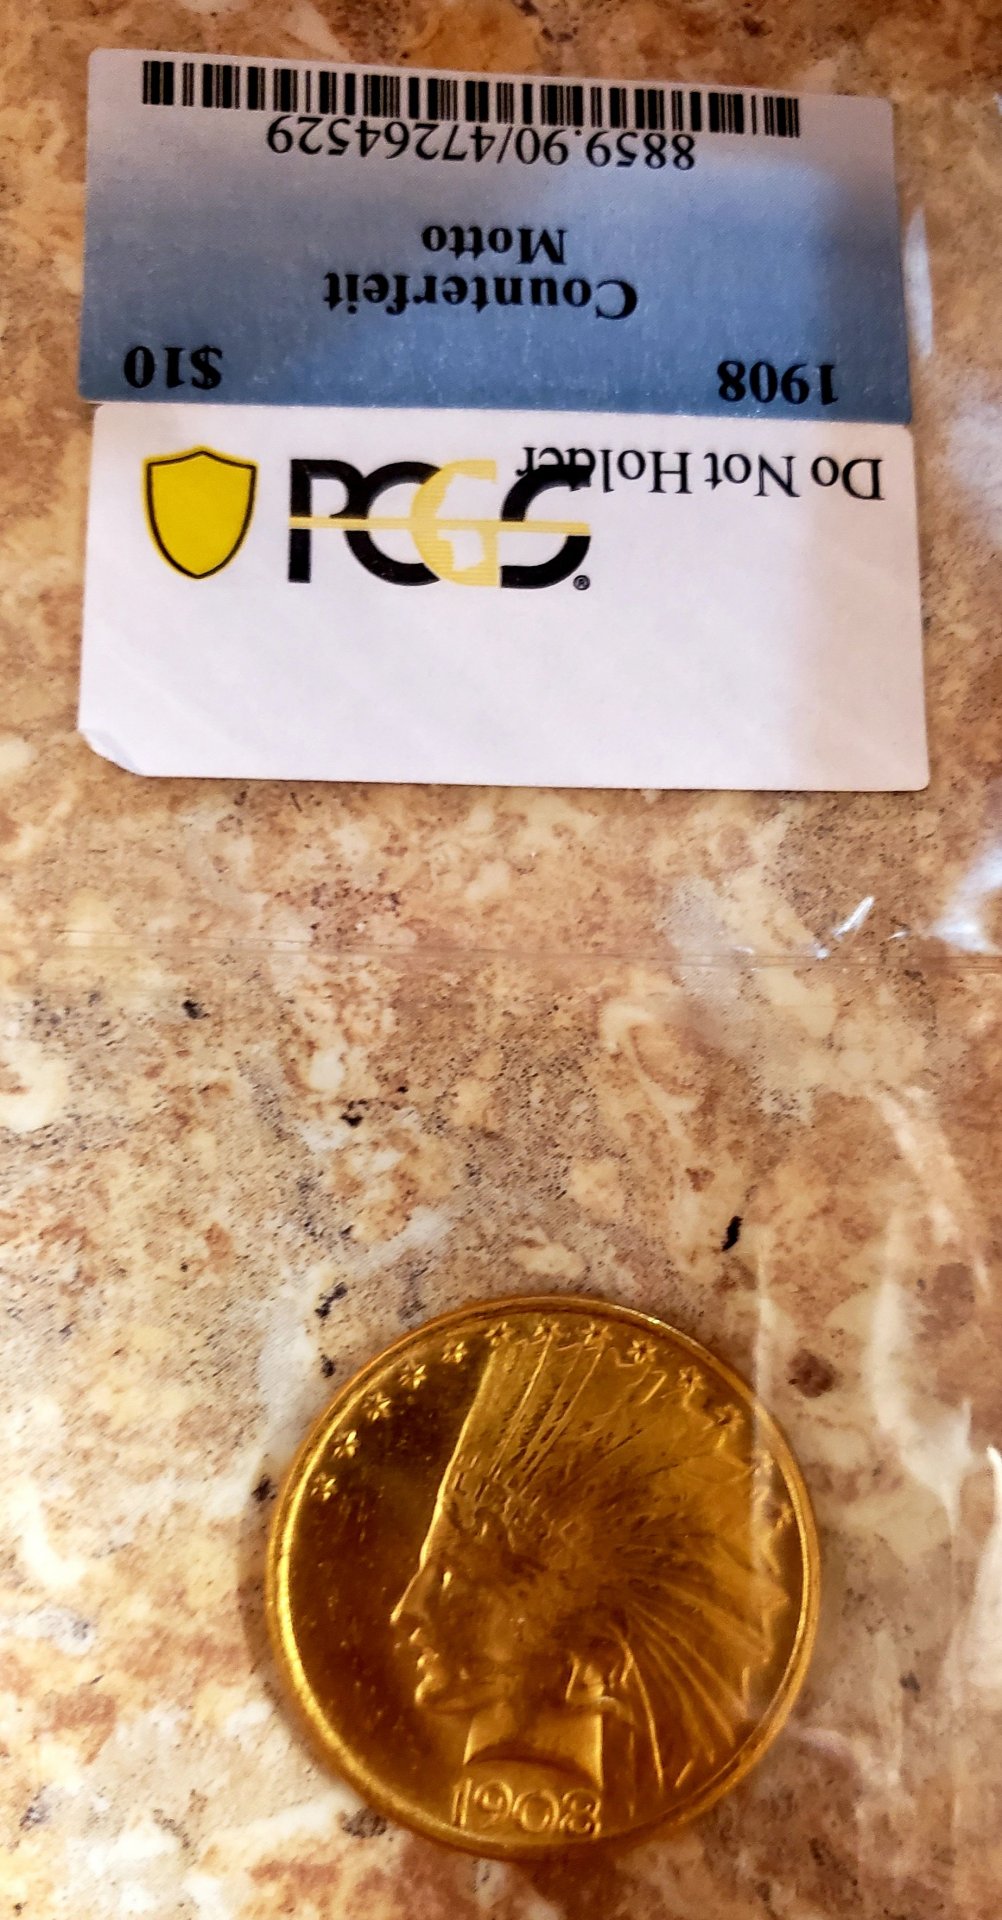 1908 $10
Counterfeit
Motto
8859.90/47264529
Do Not Holder
PCGS®
1908